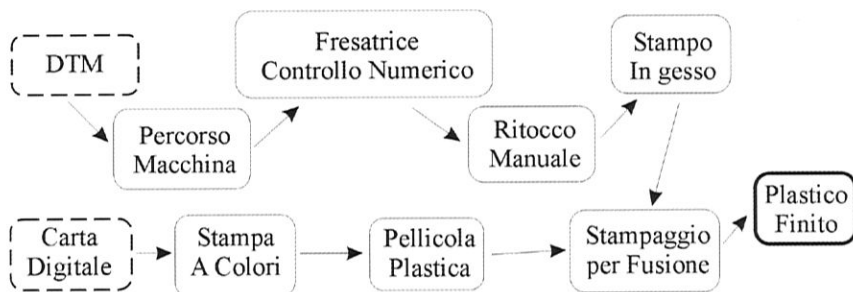 DTM
Percorso
Macchina
Fresatrice
Controllo Numerico
Ritocco
Manuale
Stampo
In gesso
Carta
Digitale
Stampa
A Colori
Pellicola
Plastica
Stampaggio
per Fusione
Plastico
Finito